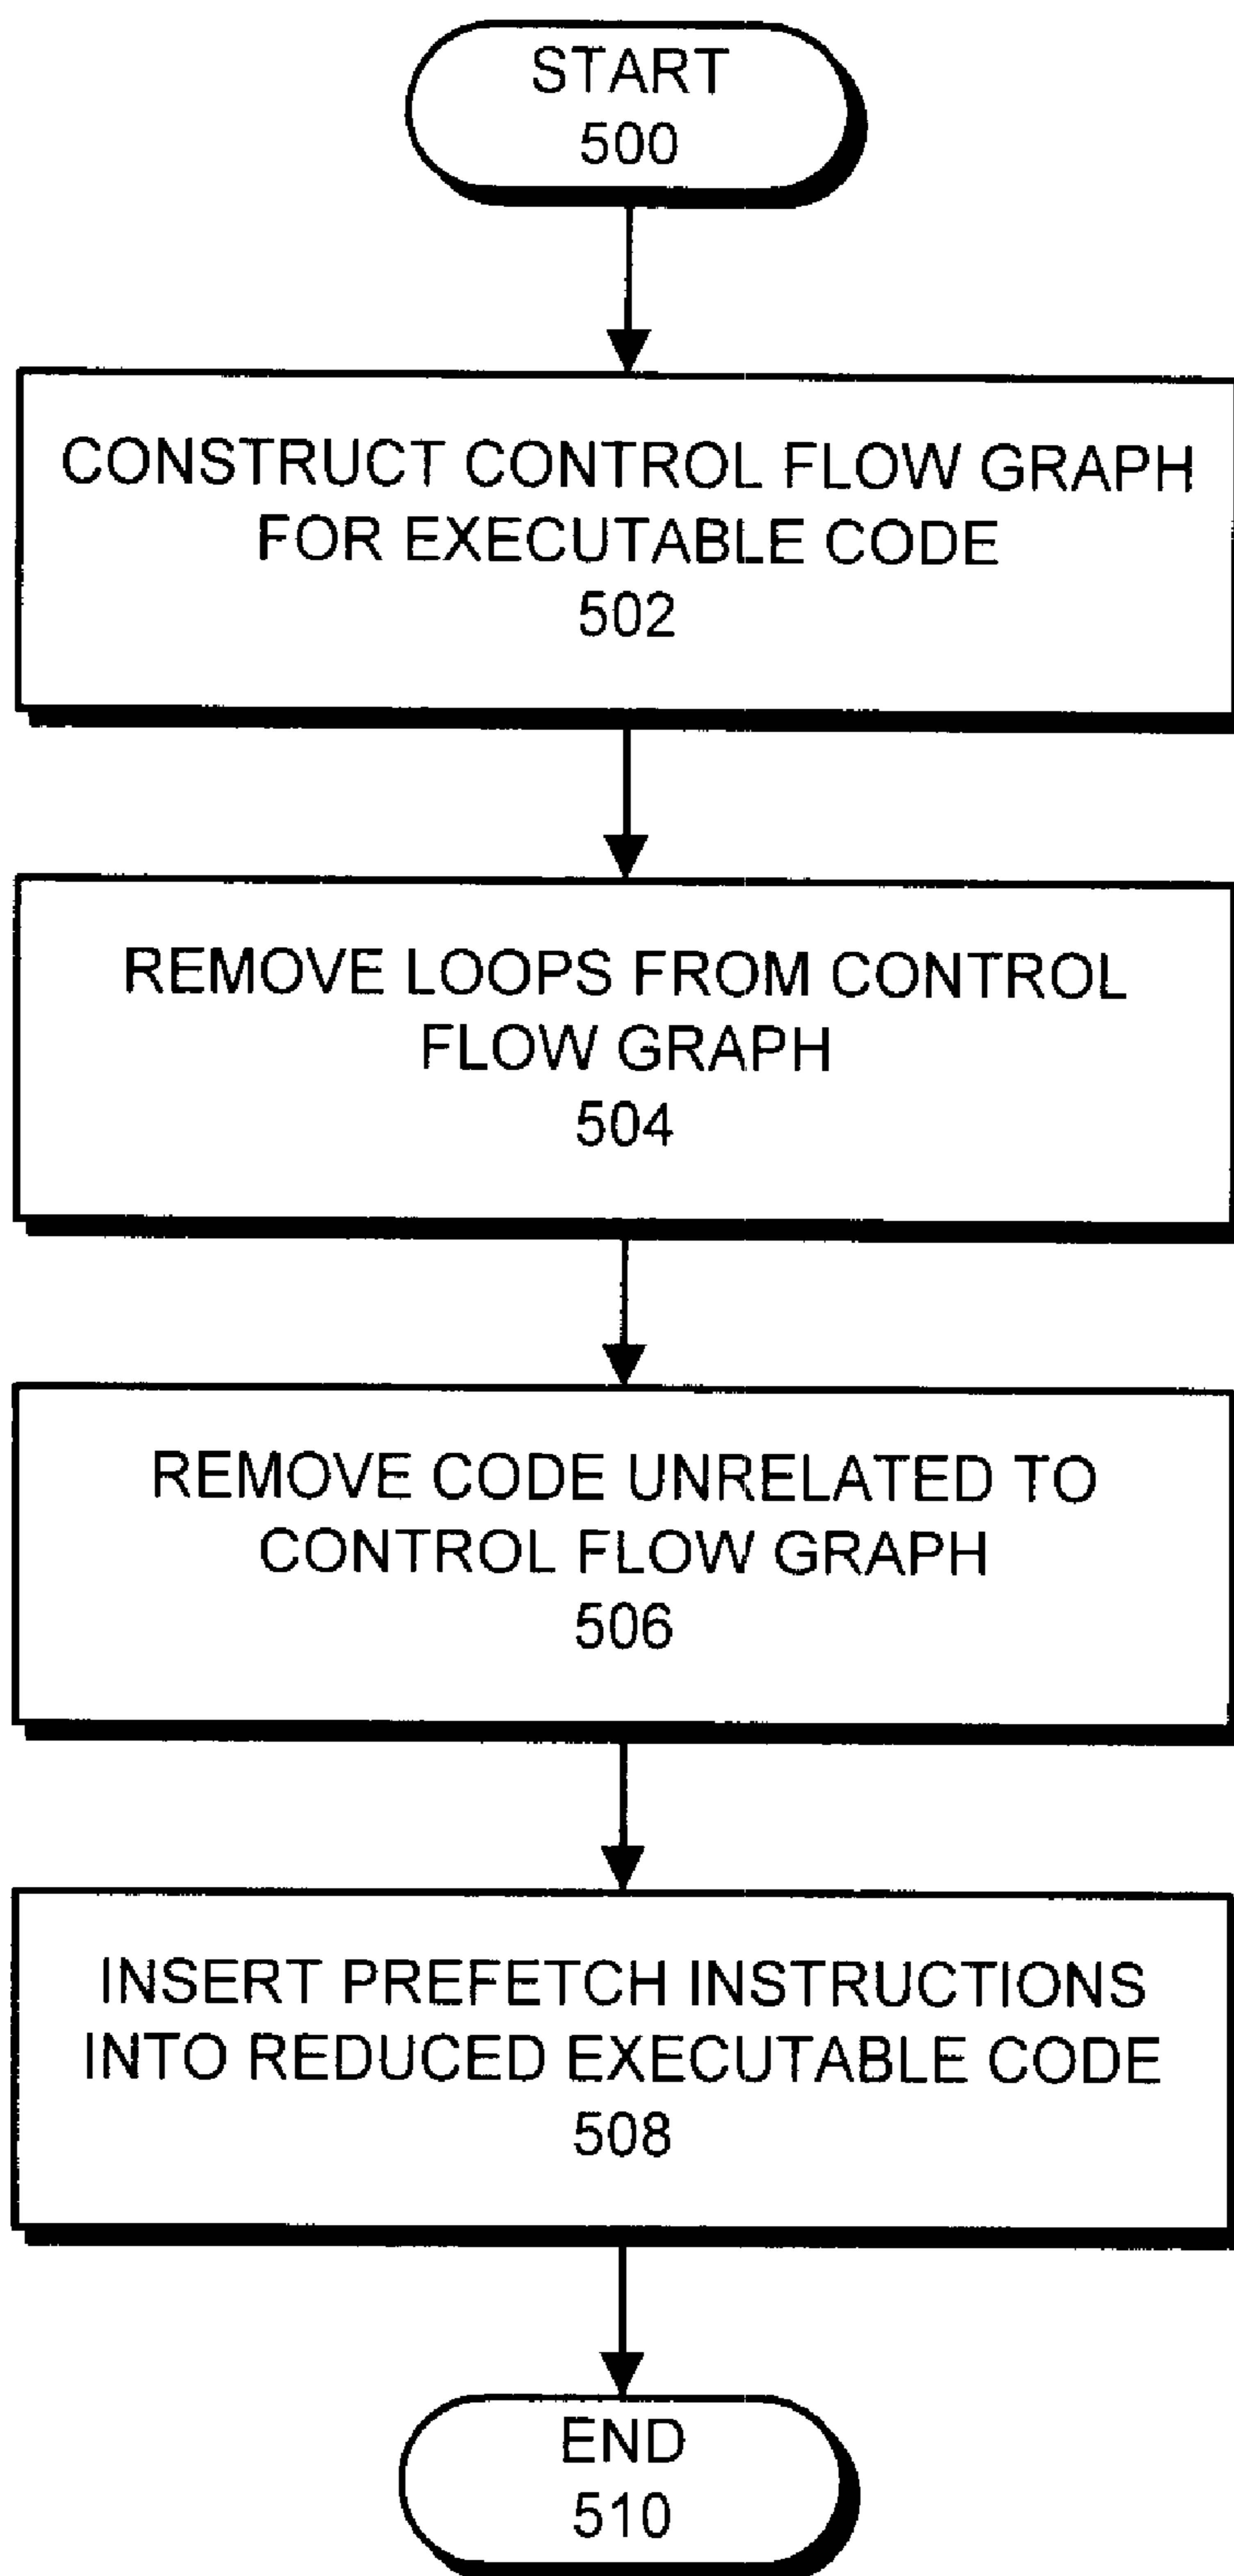 START
500
CONSTRUCT CONTROL FLOW GRAPH
FOR EXECUTABLE CODE
502
REMOVE LOOPS FROM CONTROL
FLOW GRAPH
504
REMOVE CODE UNRELATED TO
CONTROL FLOW GRAPH
506
INSERT PREFETCH INSTRUCTIONS
INTO REDUCED EXECUTABLE CODE
508
END
510